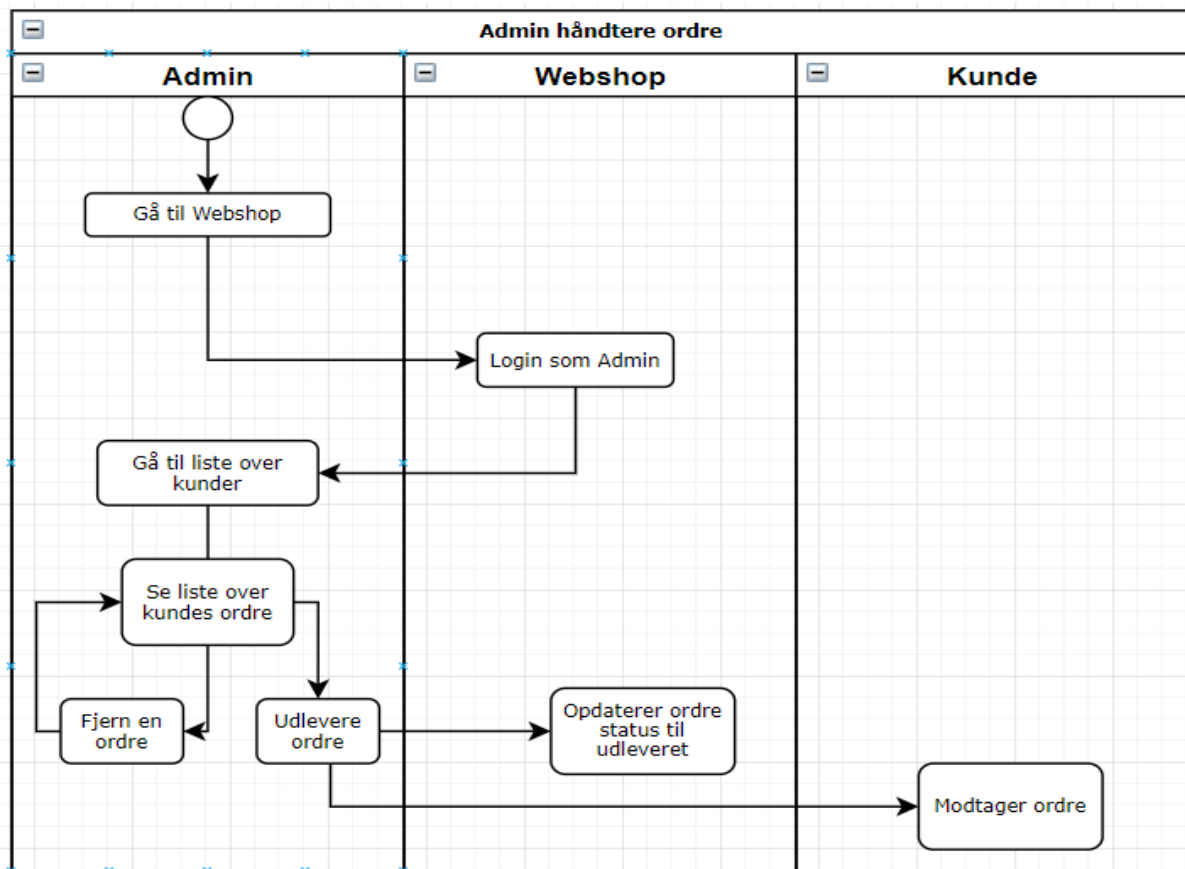 Admin håndtere ordre
Admin
Webshop
Kunde
Gå til Webshop
Login som Admin
Gå til liste over
kunder
Se liste over
kundes ordre
Fjern en
ordre
Udlevere
ordre
Opdaterer ordre
status til
udleveret
Modtager ordre